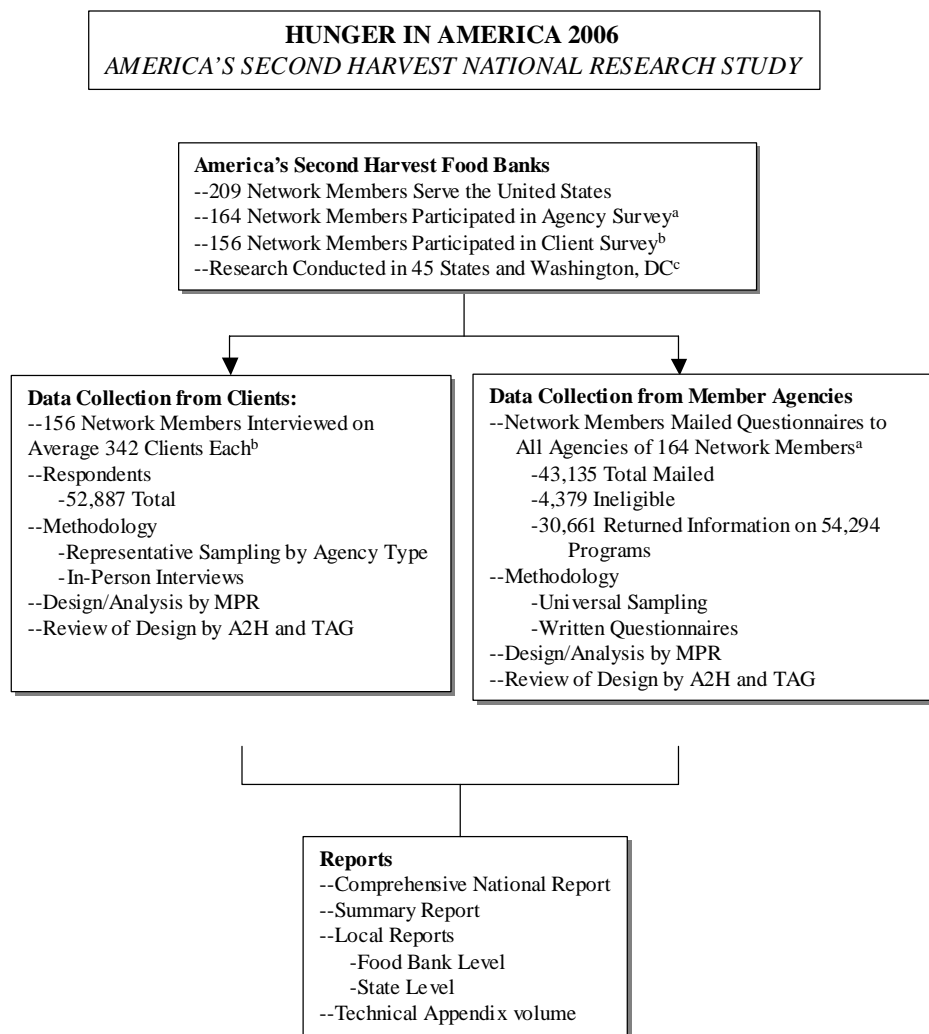 HUNGER IN AMERICA 2006
AMERICA'S SECOND HARVEST NATIONAL RESEARCH STUDY
America's Second Harvest Food Banks
--209 Network Members Serve the United States
--164 Network Members Participated in Agency Surveyᵃ
--156 Network Members Participated in Client Surveyᵇ
--Research Conducted in 45 States and Washington, DCᶜ
Data Collection from Clients:
--156 Network Members Interviewed on
Average 342 Clients Eachᵇ
--Respondents
-52,887 Total
--Methodology
-Representative Sampling by Agency Type
-In-Person Interviews
--Design/Analysis by MPR
--Review of Design by A2H and TAG
Data Collection from Member Agencies
--Network Members Mailed Questionnaires to
All Agencies of 164 Network Membersᵃ
-43,135 Total Mailed
-4,379 Ineligible
-30,661 Returned Information on 54,294
Programs
--Methodology
-Universal Sampling
-Written Questionnaires
--Design/Analysis by MPR
--Review of Design by A2H and TAG
Reports
--Comprehensive National Report
--Summary Report
--Local Reports
-Food Bank Level
-State Level
--Technical Appendix volume